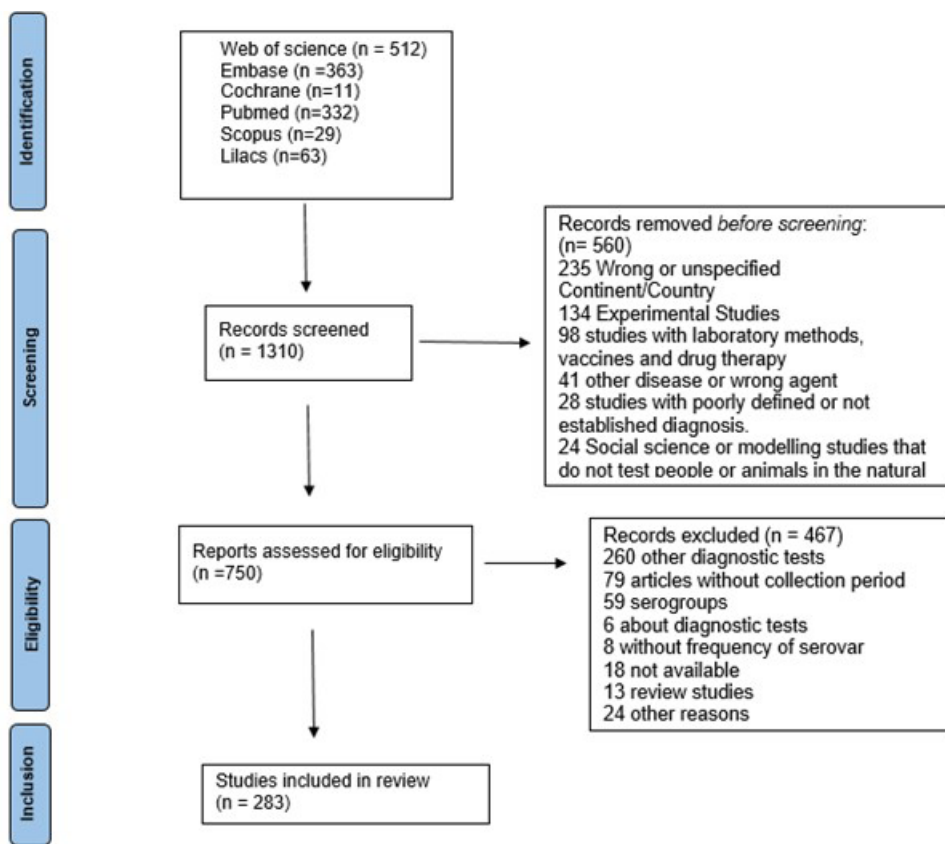 Identification
Web of science (n = 512)
Embase (n =363)
Cochrane (n=11)
Pubmed (n=332)
Scopus (n=29)
Lilacs (n=63)
Screening
Records removed before screening:
(n= 560)
235 Wrong or unspecified
Continent/Country
134 Experimental Studies
98 studies with laboratory methods,
vaccines and drug therapy
41 other disease or wrong agent
28 studies with poorly defined or not
established diagnosis.
24 Social science or modelling studies that
do not test people or animals in the natural
Records screened
(n = 1310)
Eligibility
Reports assessed for eligibility
(n =750)
Records excluded (n = 467)
260 other diagnostic tests
79 articles without collection period
59 serogroups
6 about diagnostic tests
8 without frequency of serovar
18 not available
13 review studies
24 other reasons
Inclusion
Studies included in review
(n = 283)